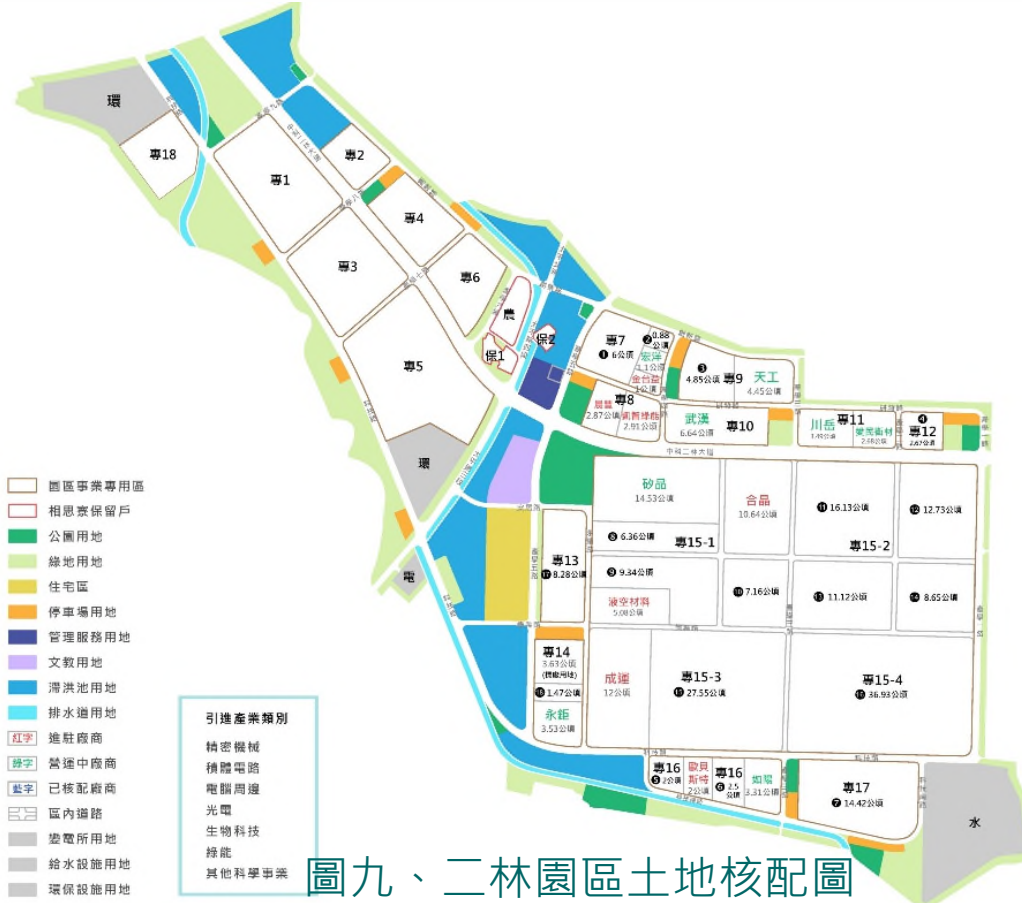 環
專18
專1
專2
專4
專3
專6
專5
農
保1
保2
環
電
專7
❶ 6公頃
❷ 0.88
公頃
宏洋
1.1公頃
金台益
1公頃
❸
4.85公頃
專9
天工
4.45公頃
專8
2.87公頃
2.91公頃
武漢
6.64公頃
專10
川岳
專11
❹
專12
2.67公頃
中科二林大道
矽品
14.53公頃
合晶
10.64公頃
⓫ 16.13公頃
⓬ 12.73公頃
❽ 6.36公頃
專15-1
專15-2
❾ 9.34公頃
液空材料
5.08公頃
❿ 7.16公頃
⓭ 11.12公頃
⓮ 8.65公頃
專13
⓱ 8.28公頃
專14
3.63公頃
⓲ 1.47公頃
永鉅
3.53公頃
成運
12公頃
專15-3
27.55公頃
專15-4
36.93公頃
專16
❺ 2公頃
歐貝
斯特
2公頃
專16
❻ 2.5
公頃
如陽
3.31公頃
專17
❼ 14.42公頃
水
園區事業專用區
相思寮保留戶
公園用地
綠地用地
住宅區
停車場用地
管理服務用地
文教用地
滯洪池用地
排水道用地
紅字 進駐廠商
綠字 營運中廠商
藍字 已核配廠商
區內道路
變電所用地
給水設施用地
環保設施用地
引進產業類別
精密機械
積體電路
電腦周邊
光電
生物科技
綠能
其他科學事業
圖九、二林園區土地核配圖